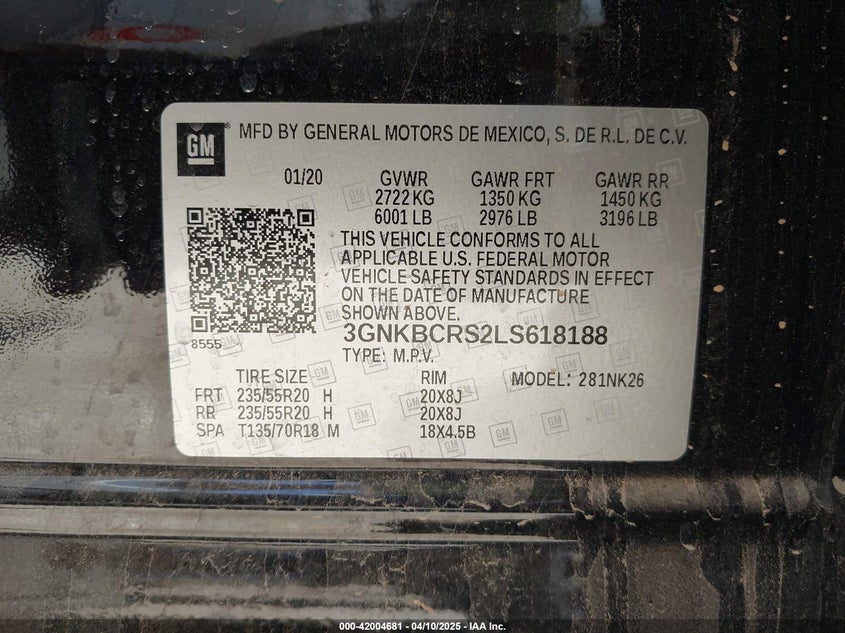 GM
® MFD BY GENERAL MOTORS DE MEXICO, S. DE R.L. DE C.V.
01/20 GVWR GAWR FRT GAWR RR
2722 KG 1350 KG 1450 KG
6001 LB 2976 LB 3196 LB
THIS VEHICLE CONFORMS TO ALL
APPLICABLE U.S. FEDERAL MOTOR
VEHICLE SAFETY STANDARDS IN EFFECT
ON THE DATE OF MANUFACTURE
SHOWN ABOVE.
8555 3GNKBCRS2LS618188
TYPE: M.P.V.
TIRE SIZE RIM MODEL: 281NK26
FRT 235/55R20 H 20X8J
RR 235/55R20 H 20X8J
SPA T135/70R18 M 18X4.5B
000-42004681 - 04/10/2025 - IAA Inc.